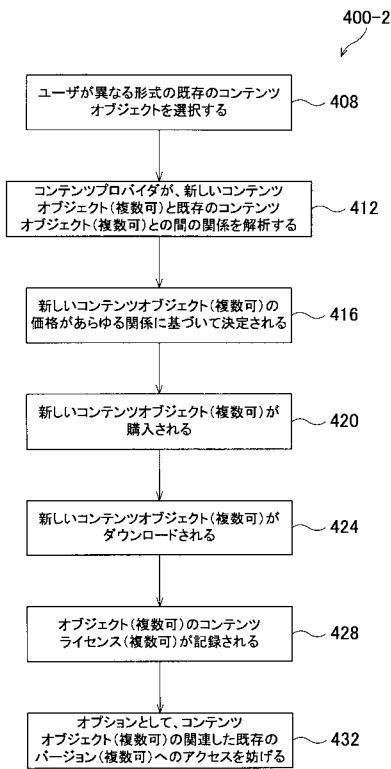 400-2
ユーザが異なる形式の既存のコンテンツ
オブジェクトを選択する
408
コンテンツプロバイダが、新しいコンテンツ
オブジェクト(複数可)と既存のコンテンツ
オブジェクト(複数可)との間の関係を解析する
412
新しいコンテンツオブジェクト(複数可)の
価格があらゆる関係に基づいて決定される
416
新しいコンテンツオブジェクト(複数可)が
購入される
420
新しいコンテンツオブジェクト(複数可)が
ダウンロードされる
424
オブジェクト(複数可)のコンテンツ
ライセンス(複数可)が記録される
428
オプションとして、コンテンツ
オブジェクト(複数可)の関連した既存の
バージョン(複数可)へのアクセスを妨げる
432